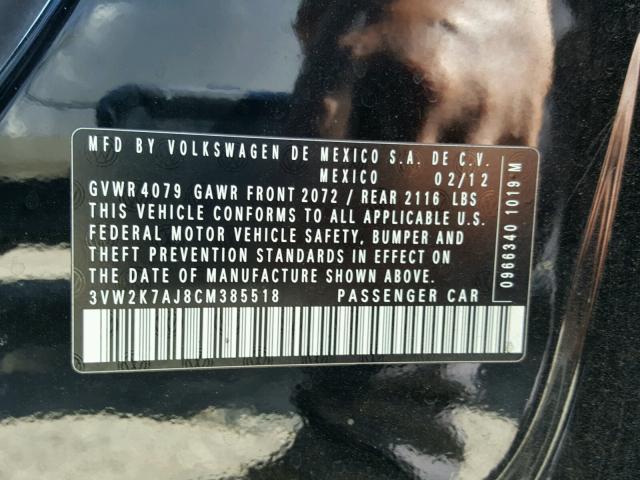 MFD BY VOLKSWAGEN DE MEXICO S.A. DE C.V.
MEXICO 02/12
GVWR 4079 GAWR FRONT 2072 / REAR 2116 LBS
THIS VEHICLE CONFORMS TO ALL APPLICABLE U.S.
FEDERAL MOTOR VEHICLE SAFETY, BUMPER AND
THEFT PREVENTION STANDARDS IN EFFECT ON
THE DATE OF MANUFACTURE SHOWN ABOVE.
3VW2K7AJ8CM385518 PASSENGER CAR
0966340 1019 M